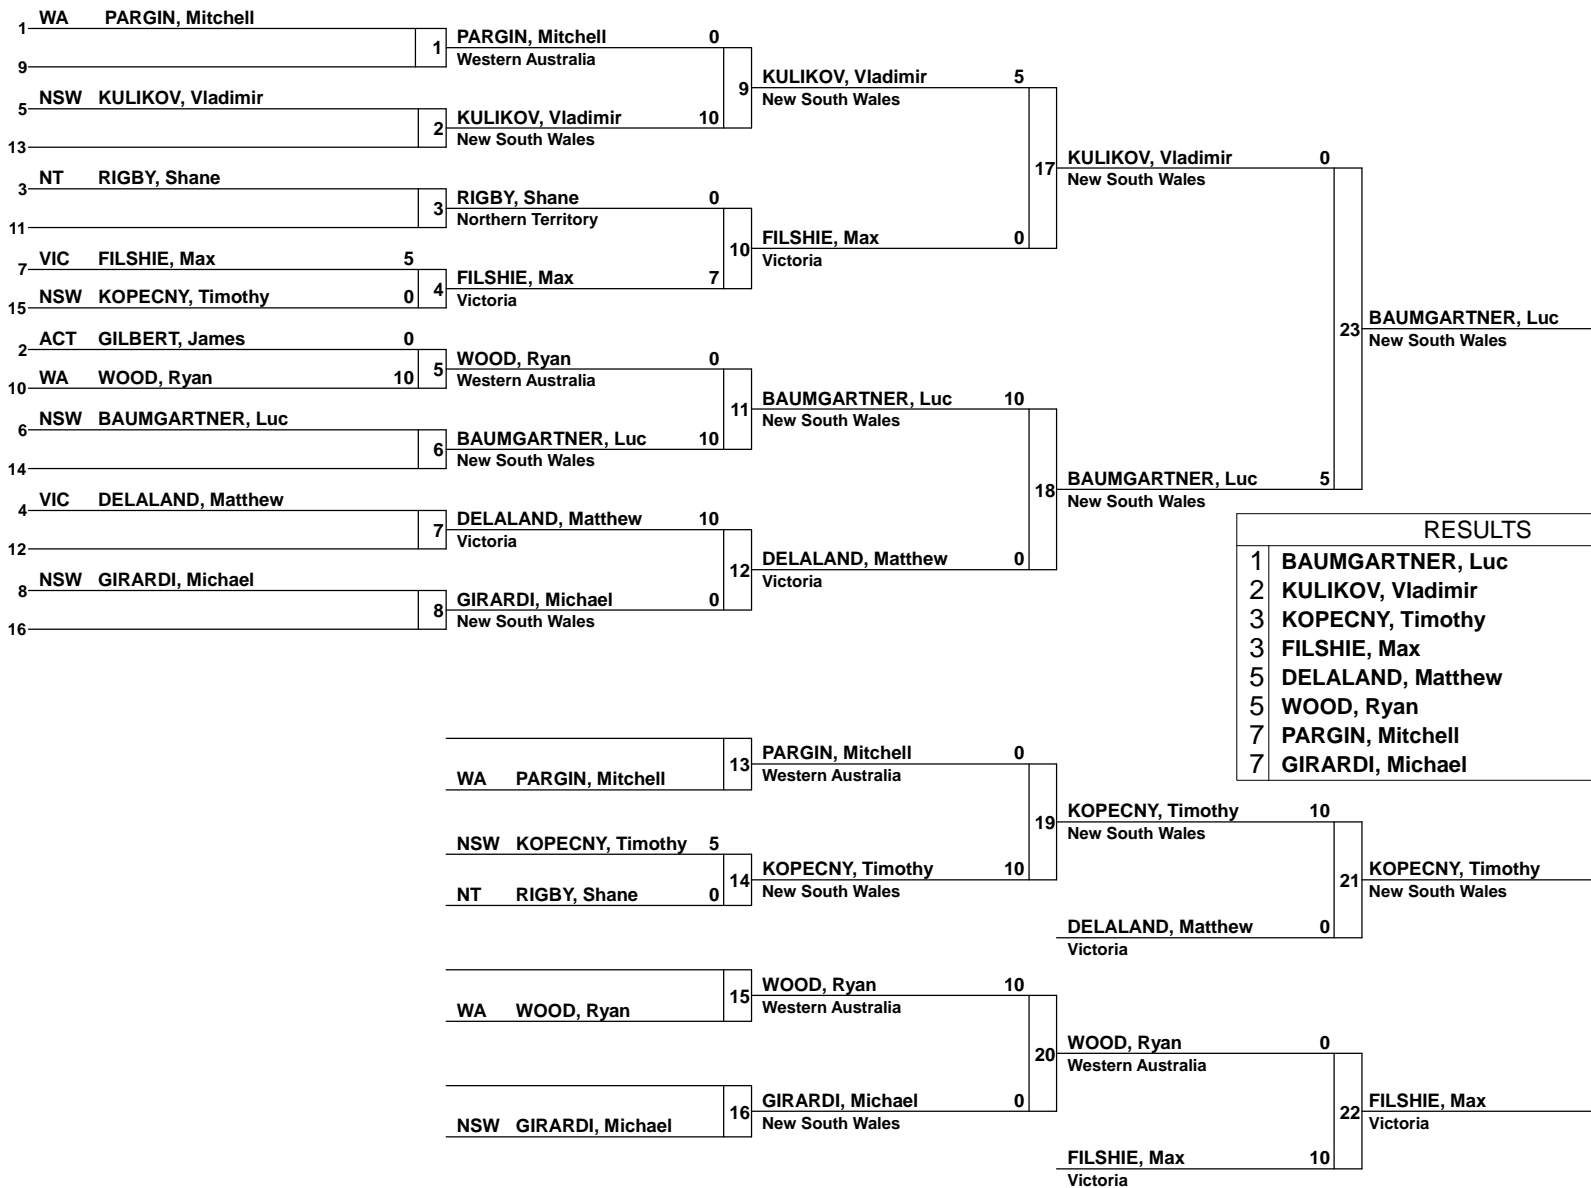 WA PARGIN, Mitchell
1
1 PARGIN, Mitchell 0
Western Australia
9
9 KULIKOV, Vladimir 5
New South Wales
NSW KULIKOV, Vladimir
5
2 KULIKOV, Vladimir 10
New South Wales
13
17 KULIKOV, Vladimir 0
New South Wales
NT RIGBY, Shane
3
3 RIGBY, Shane 0
Northern Territory
11
10 FILSHIE, Max 0
Victoria
VIC FILSHIE, Max 5
7
4 FILSHIE, Max 7
Victoria
NSW KOPECNY, Timothy 0
15
23 BAUMGARTNER, Luc
New South Wales
ACT GILBERT, James 0
2
5 WOOD, Ryan 0
Western Australia
WA WOOD, Ryan 10
10
11 BAUMGARTNER, Luc 10
New South Wales
NSW BAUMGARTNER, Luc
6
6 BAUMGARTNER, Luc 10
New South Wales
14
18 BAUMGARTNER, Luc 5
New South Wales
VIC DELALAND, Matthew
4
7 DELALAND, Matthew 10
Victoria
12
12 DELALAND, Matthew 0
Victoria
NSW GIRARDI, Michael
8
8 GIRARDI, Michael 0
New South Wales
16
RESULTS
1 BAUMGARTNER, Luc
2 KULIKOV, Vladimir
3 KOPECNY, Timothy
3 FILSHIE, Max
5 DELALAND, Matthew
5 WOOD, Ryan
7 PARGIN, Mitchell
7 GIRARDI, Michael
13 PARGIN, Mitchell 0
Western Australia
WA PARGIN, Mitchell
19 KOPECNY, Timothy 10
New South Wales
NSW KOPECNY, Timothy 5
14 KOPECNY, Timothy 10
New South Wales
NT RIGBY, Shane 0
21 KOPECNY, Timothy
New South Wales
DELALAND, Matthew 0
Victoria
15 WOOD, Ryan 10
Western Australia
WA WOOD, Ryan
20 WOOD, Ryan 0
Western Australia
16 GIRARDI, Michael 0
New South Wales
NSW GIRARDI, Michael
22 FILSHIE, Max
Victoria
FILSHIE, Max 10
Victoria